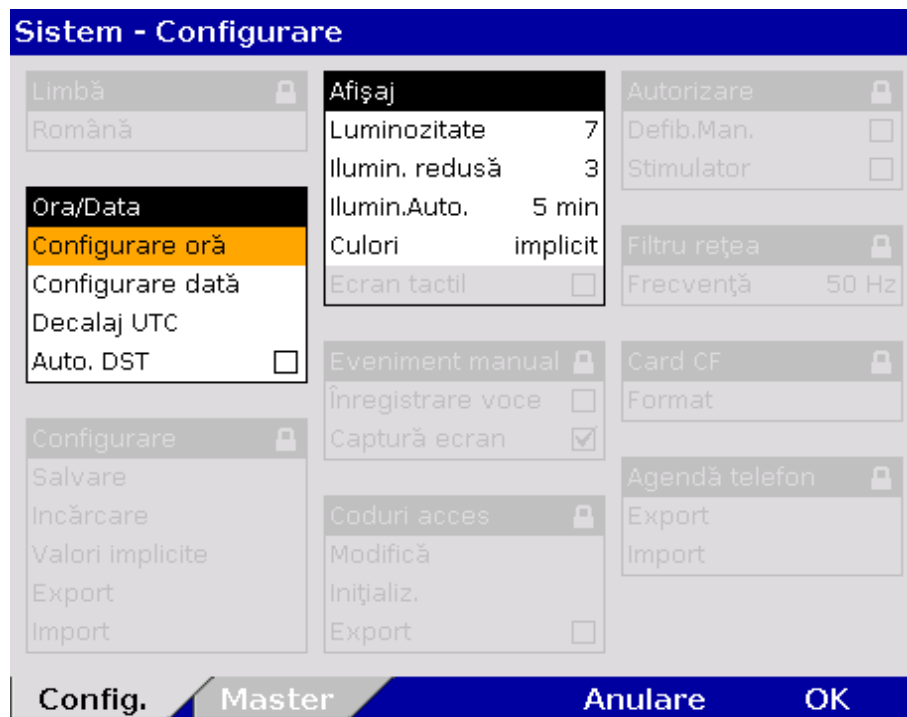 Sistem - Configurare
Limbă
Română
Ora/Data
Configurare oră
Configurare dată
Decalaj UTC
Auto. DST
Configurare
Salvare
Incărcare
Valori implicite
Export
Import
Afişaj
Luminozitate 7
Ilumin. redusă 3
Ilumin.Auto. 5 min
Culori implicit
Ecran tactil
Eveniment manual
Înregistrare voce
Captură ecran
Coduri acces
Modifică
Iniţializ.
Export
Autorizare
Defib.Man.
Stimulator
Filtru reţea
Frecvenţă 50 Hz
Card CF
Format
Agendă telefon
Export
Import
Config. Master Anulare OK